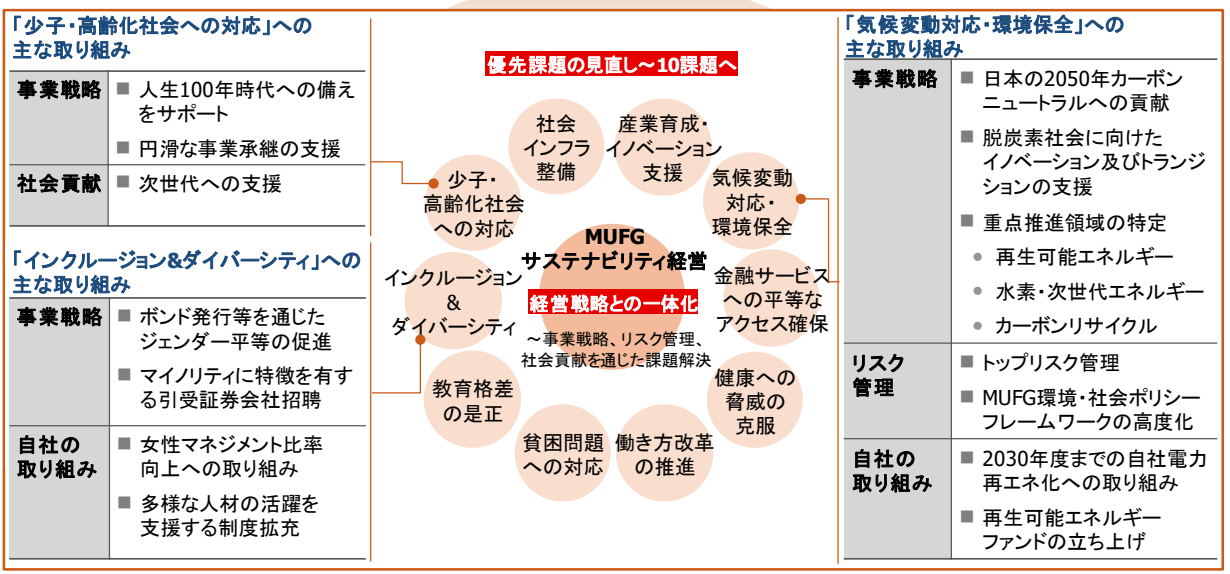 「少子・高齢化社会への対応」への
主な取り組み
事業戦略
■ 人生100年時代への備え
をサポート
■ 円滑な事業承継の支援
社会貢献
■ 次世代への支援
「インクルージョン&ダイバーシティ」への
主な取り組み
事業戦略
■ ボンド発行等を通じた
ジェンダー平等の促進
■ マイノリティに特徴を有す
る引受証券会社招聘
自社の
取り組み
■ 女性マネジメント比率
向上への取り組み
■ 多様な人材の活躍を
支援する制度拡充
優先課題の見直し～10課題へ
社会
インフラ
整備
産業育成・
イノベーション
支援
気候変動
対応・
環境保全
金融サービス
への平等な
アクセス確保
健康への
脅威の
克服
働き方改革
の推進
貧困問題
への対応
教育格差
の是正
インクルージョン
&
ダイバーシティ
少子・
高齢化社会
への対応
MUFG
サステナビリティ経営
経営戦略との一体化
～事業戦略、リスク管理、
社会貢献を通じた課題解決
「気候変動対応・環境保全」への
主な取り組み
事業戦略
■ 日本の2050年カーボン
ニュートラルへの貢献
■ 脱炭素社会に向けた
イノベーション及びトランジ
ションの支援
■ 重点推進領域の特定
● 再生可能エネルギー
● 水素・次世代エネルギー
● カーボンリサイクル
リスク
管理
■ トップリスク管理
■ MUFG環境・社会ポリシー
フレームワークの高度化
自社の
取り組み
■ 2030年度までの自社電力
再エネ化への取り組み
■ 再生可能エネルギー
ファンドの立ち上げ